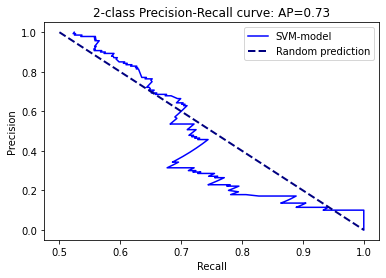 2-class Precision-Recall curve: AP=0.73
SVM-model
Random prediction
Precision
1.0
0.8
0.6
0.4
0.2
0.0
0.5
0.6
0.7
0.8
0.9
1.0
Recall